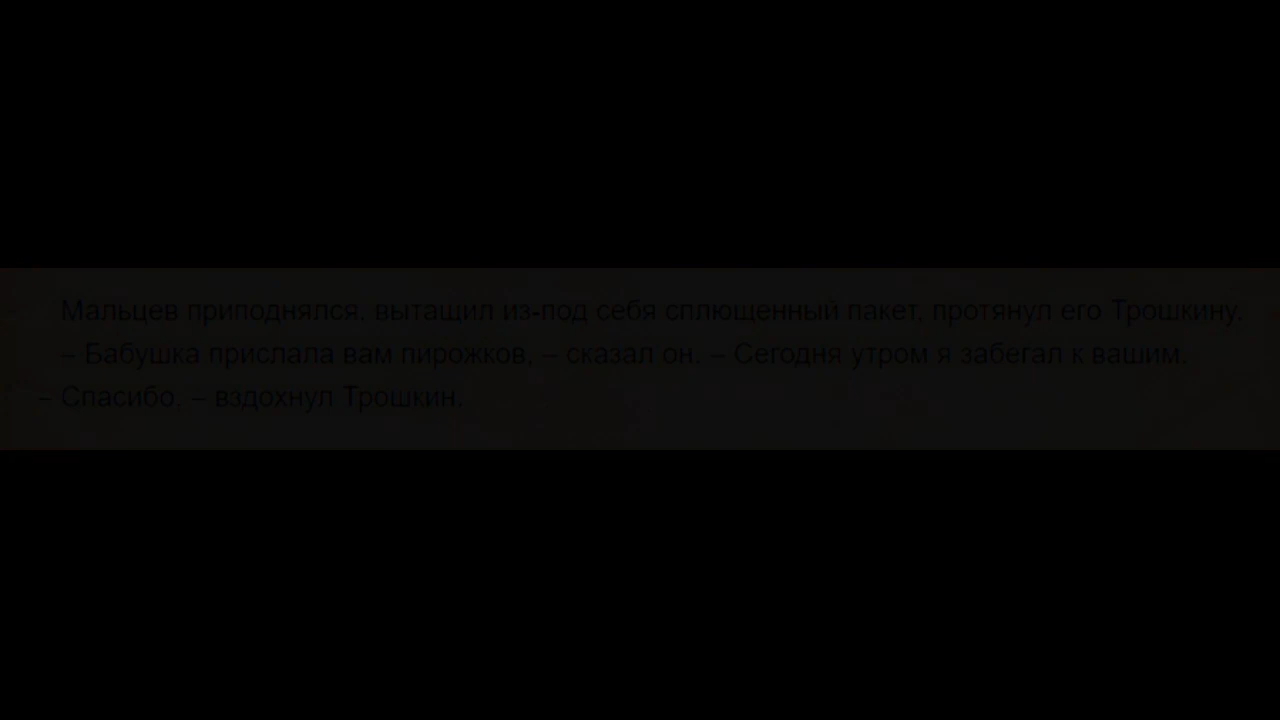 Мальцев приподнялся, вытащил из-под себя сплющенный пакет, протянул его Трошкину.
– Бабушка прислала вам пирожков, – сказал он. – Сегодня утром я забегал к вашим.
– Спасибо. – вздохнул Трошкин.